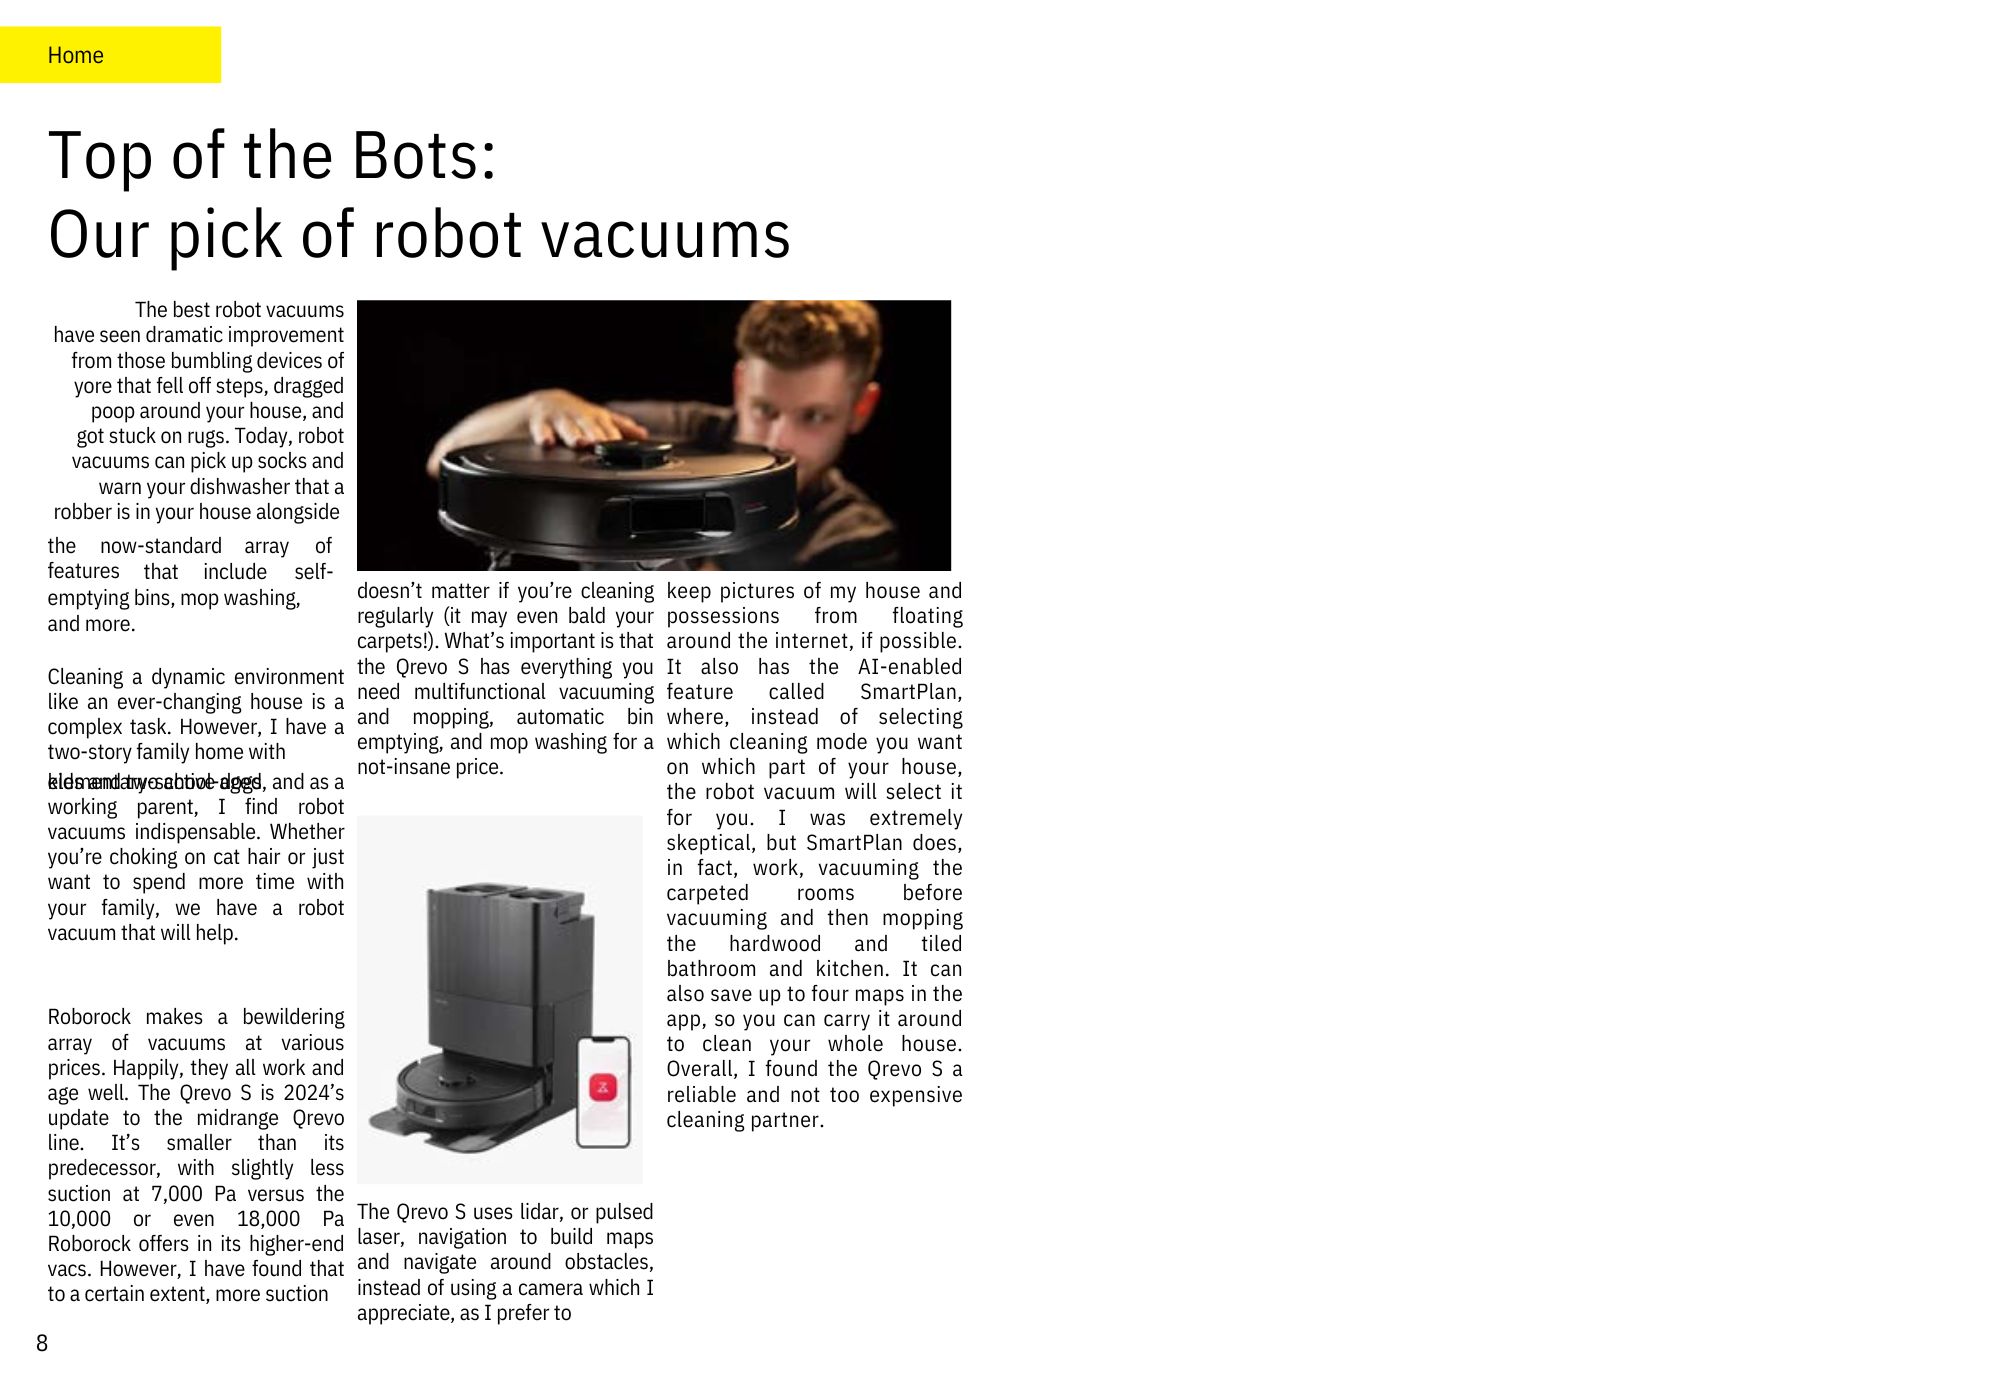 Home
Top of the Bots:
Our pick of robot vacuums
The best robot vacuums
have seen dramatic improvement
from those bumbling devices of
yore that fell off steps, dragged
poop around your house, and
got stuck on rugs. Today, robot
vacuums can pick up socks and
warn your dishwasher that a
robber is in your house alongside
the now-standard array of
features that include self-
emptying bins, mop washing,
and more.
Cleaning a dynamic environment
like an ever-changing house is a
complex task. However, I have a
two-story family home with
elementary-school-aged
kids and two active dogs, and as a
working parent, I find robot
vacuums indispensable. Whether
you’re choking on cat hair or just
want to spend more time with
your family, we have a robot
vacuum that will help.
Roborock makes a bewildering
array of vacuums at various
prices. Happily, they all work and
age well. The Qrevo S is 2024’s
update to the midrange Qrevo
line. It’s smaller than its
predecessor, with slightly less
suction at 7,000 Pa versus the
10,000 or even 18,000 Pa
Roborock offers in its higher-end
vacs. However, I have found that
to a certain extent, more suction
doesn’t matter if you’re cleaning
regularly (it may even bald your
carpets!). What’s important is that
the Qrevo S has everything you
need multifunctional vacuuming
and mopping, automatic bin
emptying, and mop washing for a
not-insane price.
The Qrevo S uses lidar, or pulsed
laser, navigation to build maps
and navigate around obstacles,
instead of using a camera which I
appreciate, as I prefer to
keep pictures of my house and
possessions from floating
around the internet, if possible.
It also has the AI-enabled
feature called SmartPlan,
where, instead of selecting
which cleaning mode you want
on which part of your house,
the robot vacuum will select it
for you. I was extremely
skeptical, but SmartPlan does,
in fact, work, vacuuming the
carpeted rooms before
vacuuming and then mopping
the hardwood and tiled
bathroom and kitchen. It can
also save up to four maps in the
app, so you can carry it around
to clean your whole house.
Overall, I found the Qrevo S a
reliable and not too expensive
cleaning partner.
8